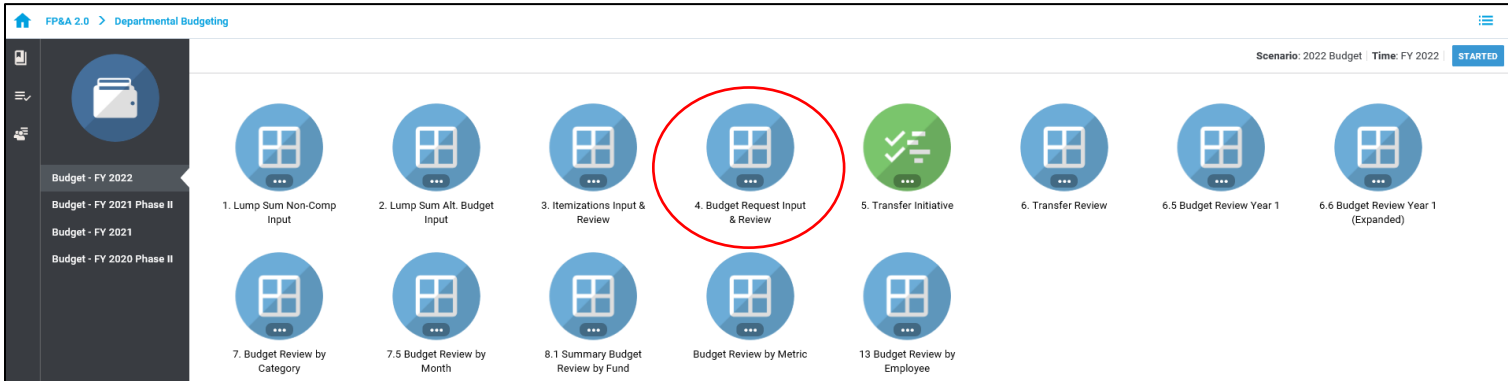 FP&A 2.0 > Departmental Budgeting
Scenario: 2022 Budget | Time: FY 2022 | STARTED
Budget - FY 2022
Budget - FY 2021 Phase II
Budget - FY 2021
Budget - FY 2020 Phase II
1. Lump Sum Non-Comp
Input
2. Lump Sum Alt. Budget
Input
3. Itemizations Input &
Review
4. Budget Request Input
& Review
5. Transfer Initiative
6. Transfer Review
6.5 Budget Review Year 1
6.6 Budget Review Year 1
(Expanded)
7. Budget Review by
Category
7.5 Budget Review by
Month
8.1 Summary Budget
Review by Fund
Budget Review by Metric
13 Budget Review by
Employee